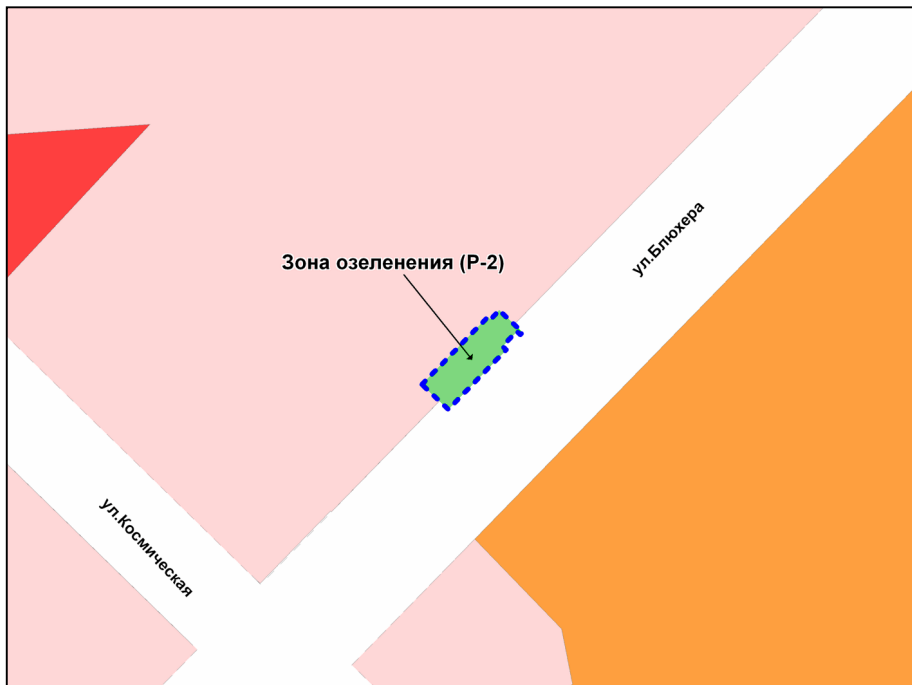 Зона озеленения (Р-2)
ул.Блюхера
ул.Космическая